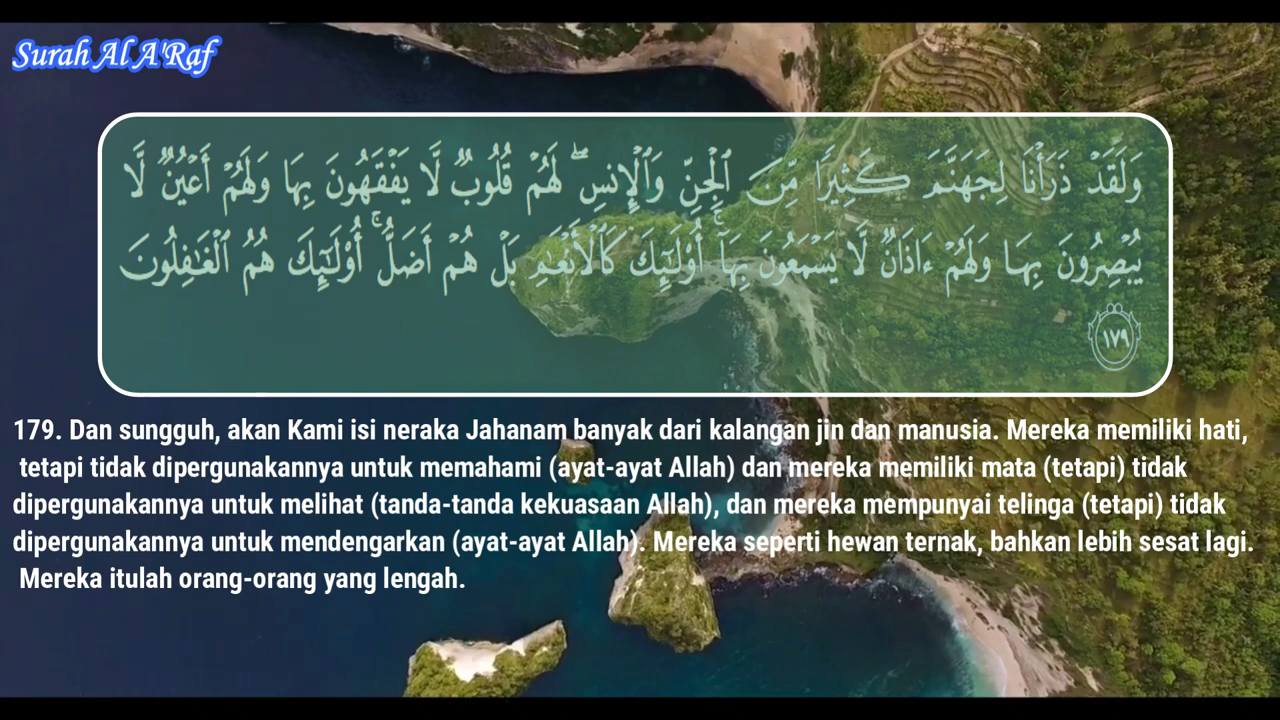 Surah Al A'Raf
وَلَقَدْ ذَرَأْنَا لِجَهَنَّمَ كَثِيرًا مِّنَ ٱلْجِنِّ وَٱلْإِنسِ ۖ لَهُمْ قُلُوبٌ لَّا يَفْقَهُونَ بِهَا وَلَهُمْ أَعْيُنٌ لَّا
يُبْصِرُونَ بِهَا وَلَهُمْ ءَاذَانٌ لَّا يَسْمَعُونَ بِهَآ ۚ أُو۟لَـٰٓئِكَ كَٱلْأَنْعَـٰمِ بَلْ هُمْ أَضَلُّ ۚ أُو۟لَـٰٓئِكَ هُمُ ٱلْغَـٰفِلُونَ
١٧٩
179. Dan sungguh, akan Kami isi neraka Jahanam banyak dari kalangan jin dan manusia. Mereka memiliki hati,
tetapi tidak dipergunakannya untuk memahami (ayat-ayat Allah) dan mereka memiliki mata (tetapi) tidak
dipergunakannya untuk melihat (tanda-tanda kekuasaan Allah), dan mereka mempunyai telinga (tetapi) tidak
dipergunakannya untuk mendengarkan (ayat-ayat Allah). Mereka seperti hewan ternak, bahkan lebih sesat lagi.
Mereka itulah orang-orang yang lengah.